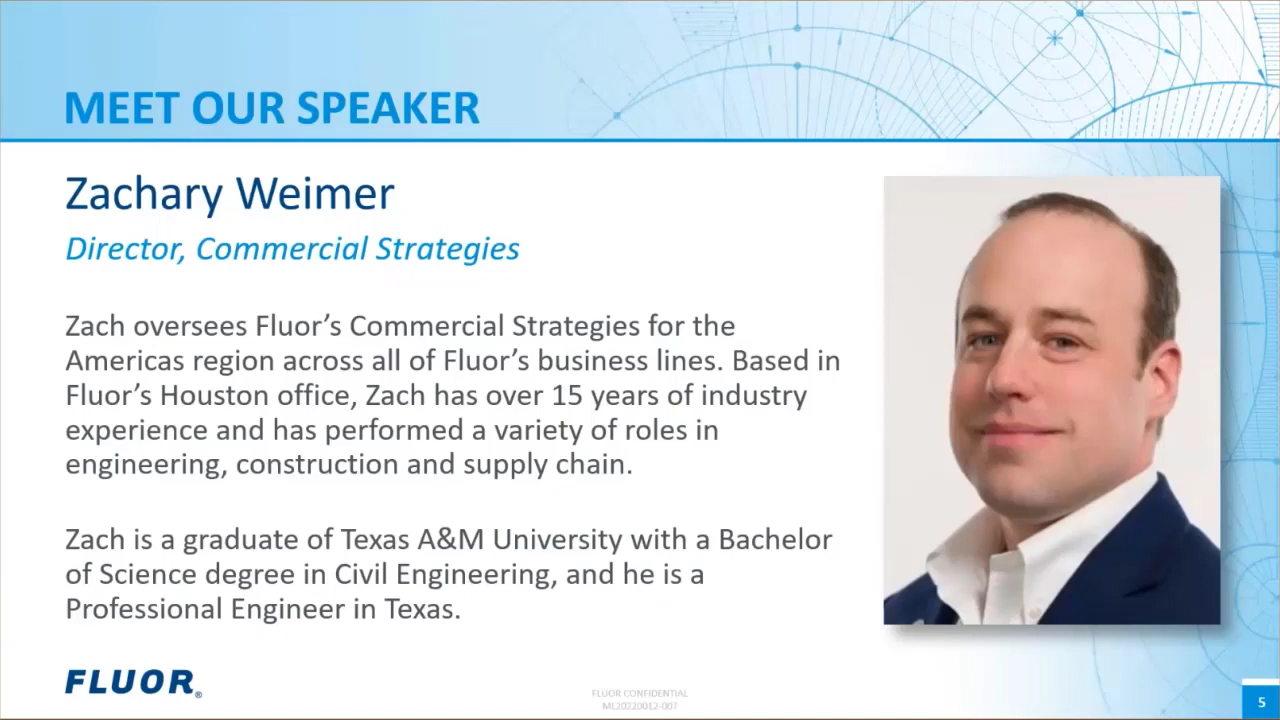 MEET OUR SPEAKER
Zachary Weimer
Director, Commercial Strategies
Zach oversees Fluor’s Commercial Strategies for the
Americas region across all of Fluor’s business lines. Based in
Fluor’s Houston office, Zach has over 15 years of industry
experience and has performed a variety of roles in
engineering, construction and supply chain.
Zach is a graduate of Texas A&M University with a Bachelor
of Science degree in Civil Engineering, and he is a
Professional Engineer in Texas.
FLUOR®
FLUOR CONFIDENTIAL
ML20220012-007
5